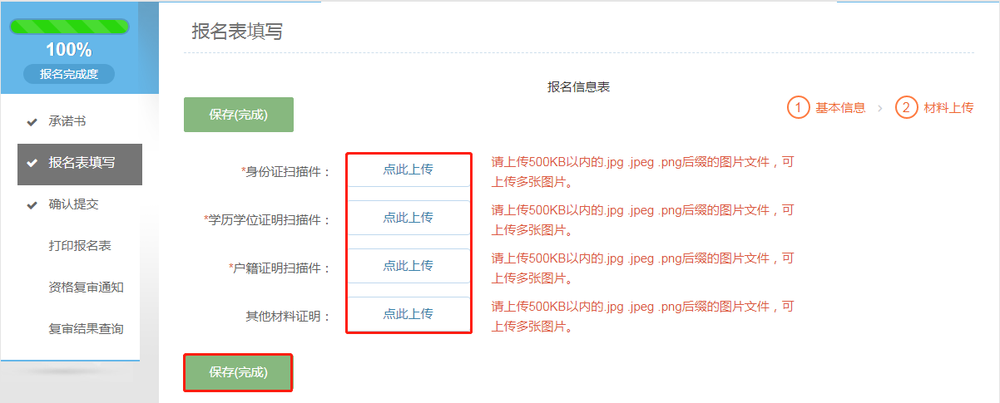 100%
报名完成度
承诺书
报名表填写
确认提交
打印报名表
资格复审通知
复审结果查询
报名表填写
报名信息表
保存(完成)
1 基本信息 > 2 材料上传
*身份证扫描件： 点此上传 请上传500KB以内的.jpg .jpeg .png后缀的图片文件，可
上传多张图片。
*学历学位证明扫描件： 点此上传 请上传500KB以内的.jpg .jpeg .png后缀的图片文件，可
上传多张图片。
*户籍证明扫描件： 点此上传 请上传500KB以内的.jpg .jpeg .png后缀的图片文件，可
上传多张图片。
其他材料证明： 点此上传 请上传500KB以内的.jpg .jpeg .png后缀的图片文件，可
上传多张图片。
保存(完成)